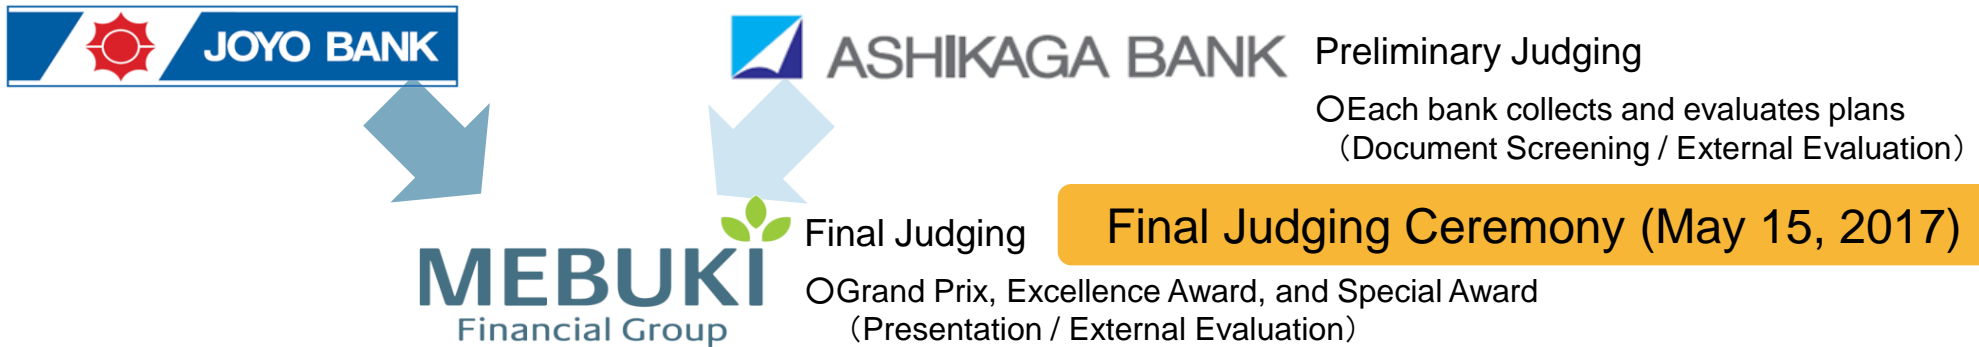 JOYO BANK
ASHIKAGA BANK
Preliminary Judging
○Each bank collects and evaluates plans
（Document Screening / External Evaluation）
MEBUKI
Financial Group
Final Judging
Final Judging Ceremony (May 15, 2017)
○Grand Prix, Excellence Award, and Special Award
（Presentation / External Evaluation）